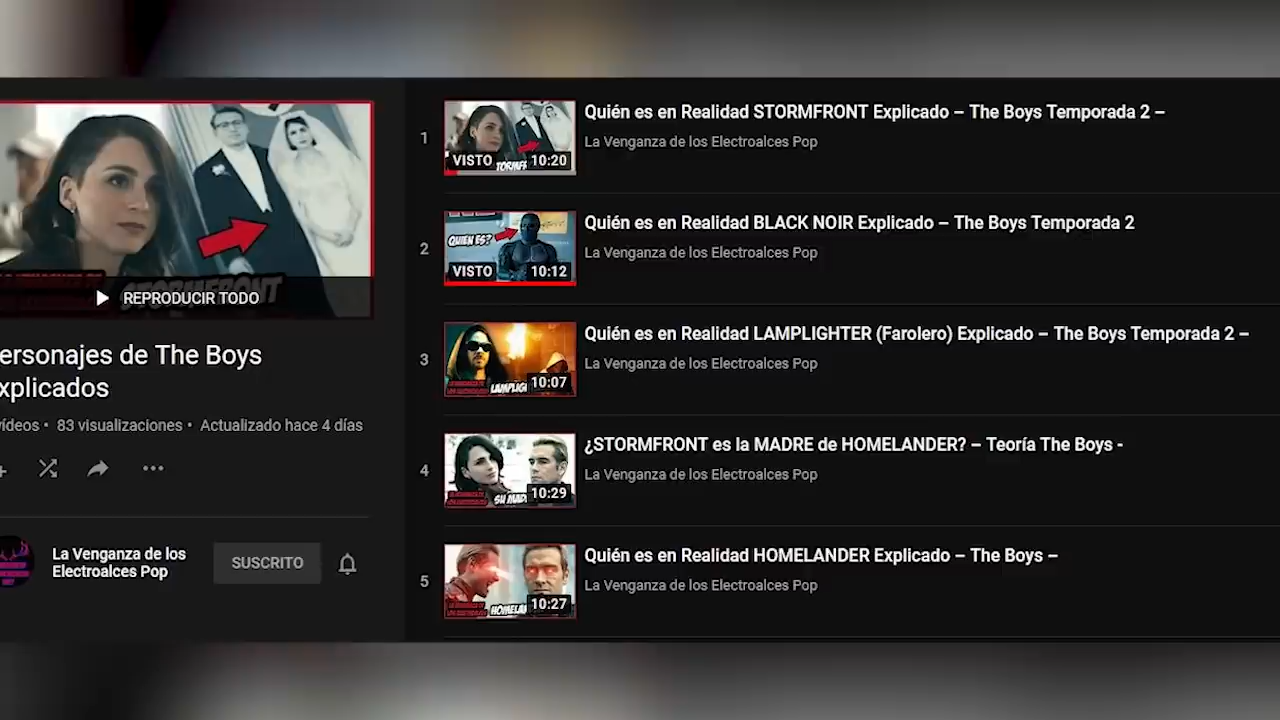 REPRODUCIR TODO
ersonajes de The Boys
xplicados
ídeos • 83 visualizaciones • Actualizado hace 4 días
La Venganza de los
Electroalces Pop
SUSCRITO
1
VISTO
10:20
Quién es en Realidad STORMFRONT Explicado – The Boys Temporada 2 –
La Venganza de los Electroalces Pop
2
QUIEN ES?
VISTO
10:12
Quién es en Realidad BLACK NOIR Explicado – The Boys Temporada 2
La Venganza de los Electroalces Pop
3
10:07
Quién es en Realidad LAMPLIGHTER (Farolero) Explicado – The Boys Temporada 2 –
La Venganza de los Electroalces Pop
4
SU MAD
10:29
¿STORMFRONT es la MADRE de HOMELANDER? – Teoría The Boys -
La Venganza de los Electroalces Pop
5
HOMELAN
10:27
Quién es en Realidad HOMELANDER Explicado – The Boys –
La Venganza de los Electroalces Pop